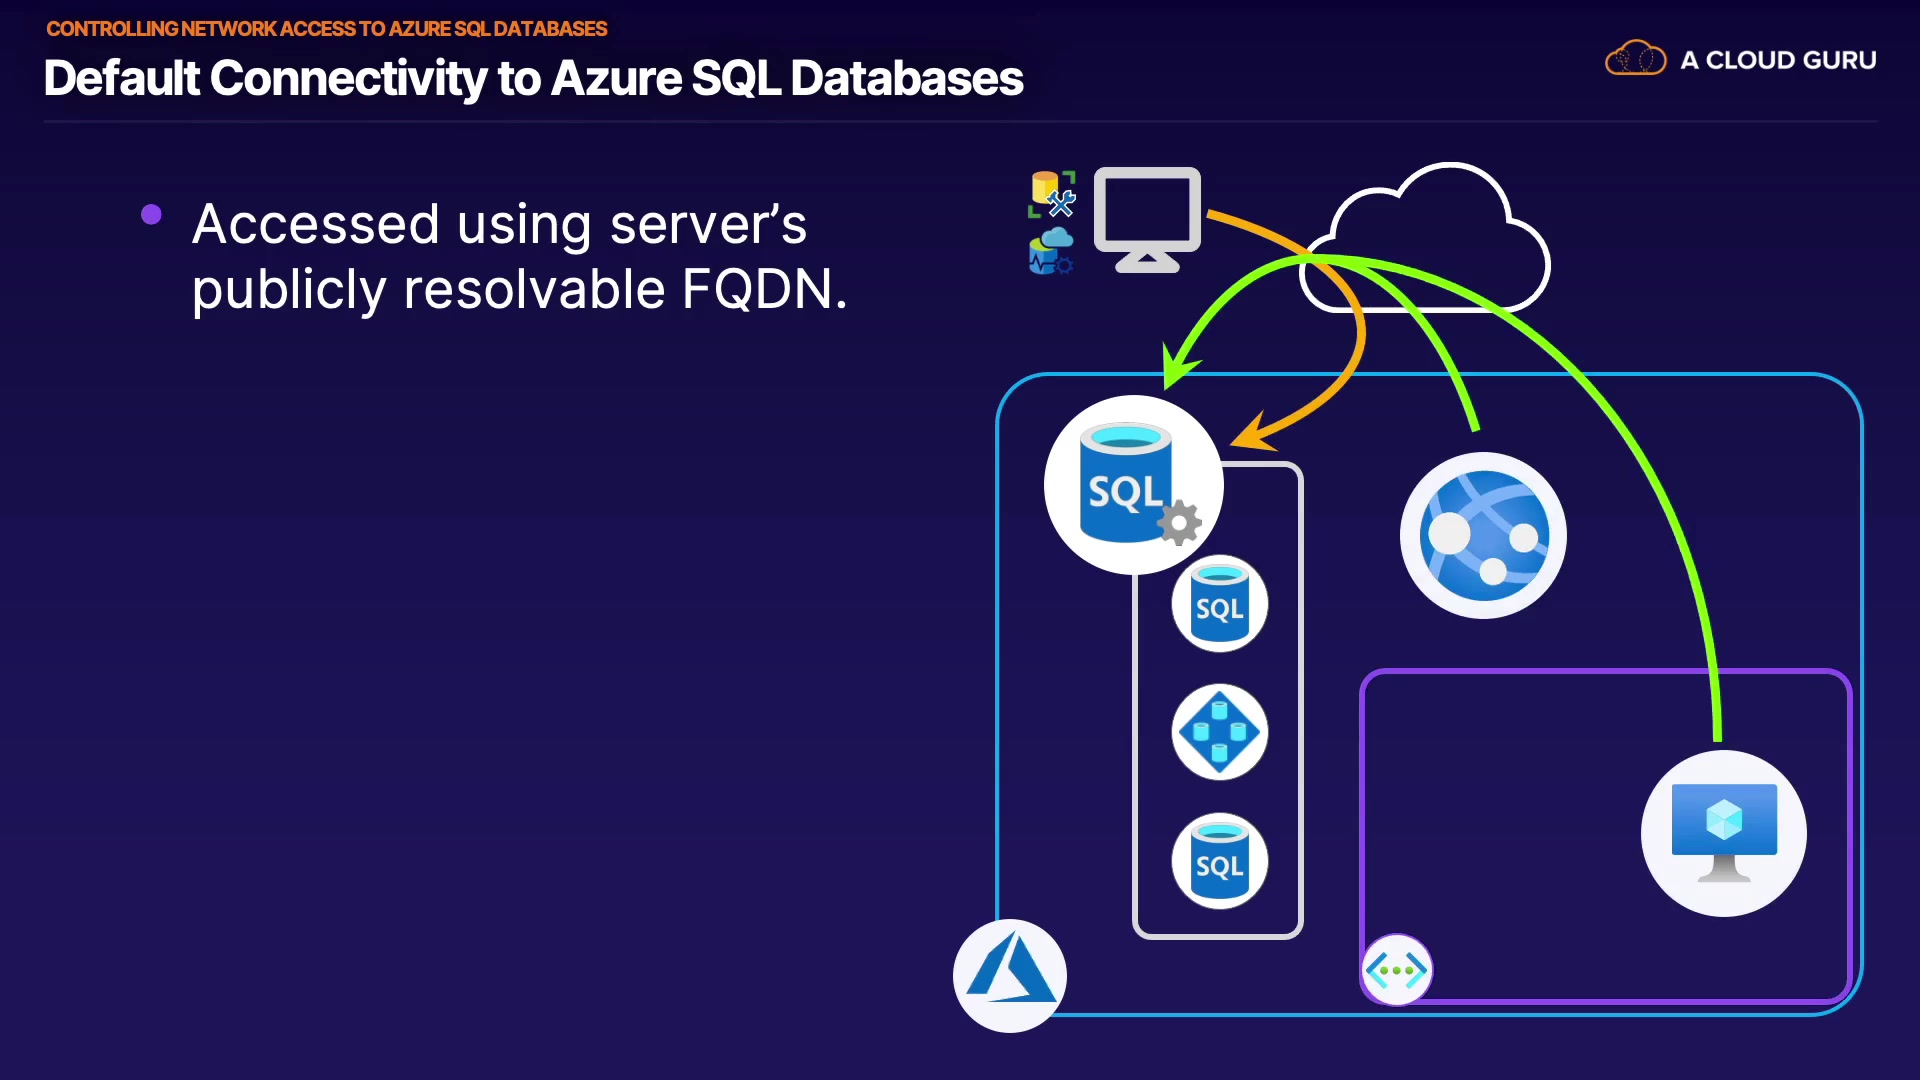 CONTROLLING NETWORK ACCESS TO AZURE SQL DATABASES
Default Connectivity to Azure SQL Databases
A CLOUD GURU
Accessed using server’s
publicly resolvable FQDN.
SQL
SQL
SQL